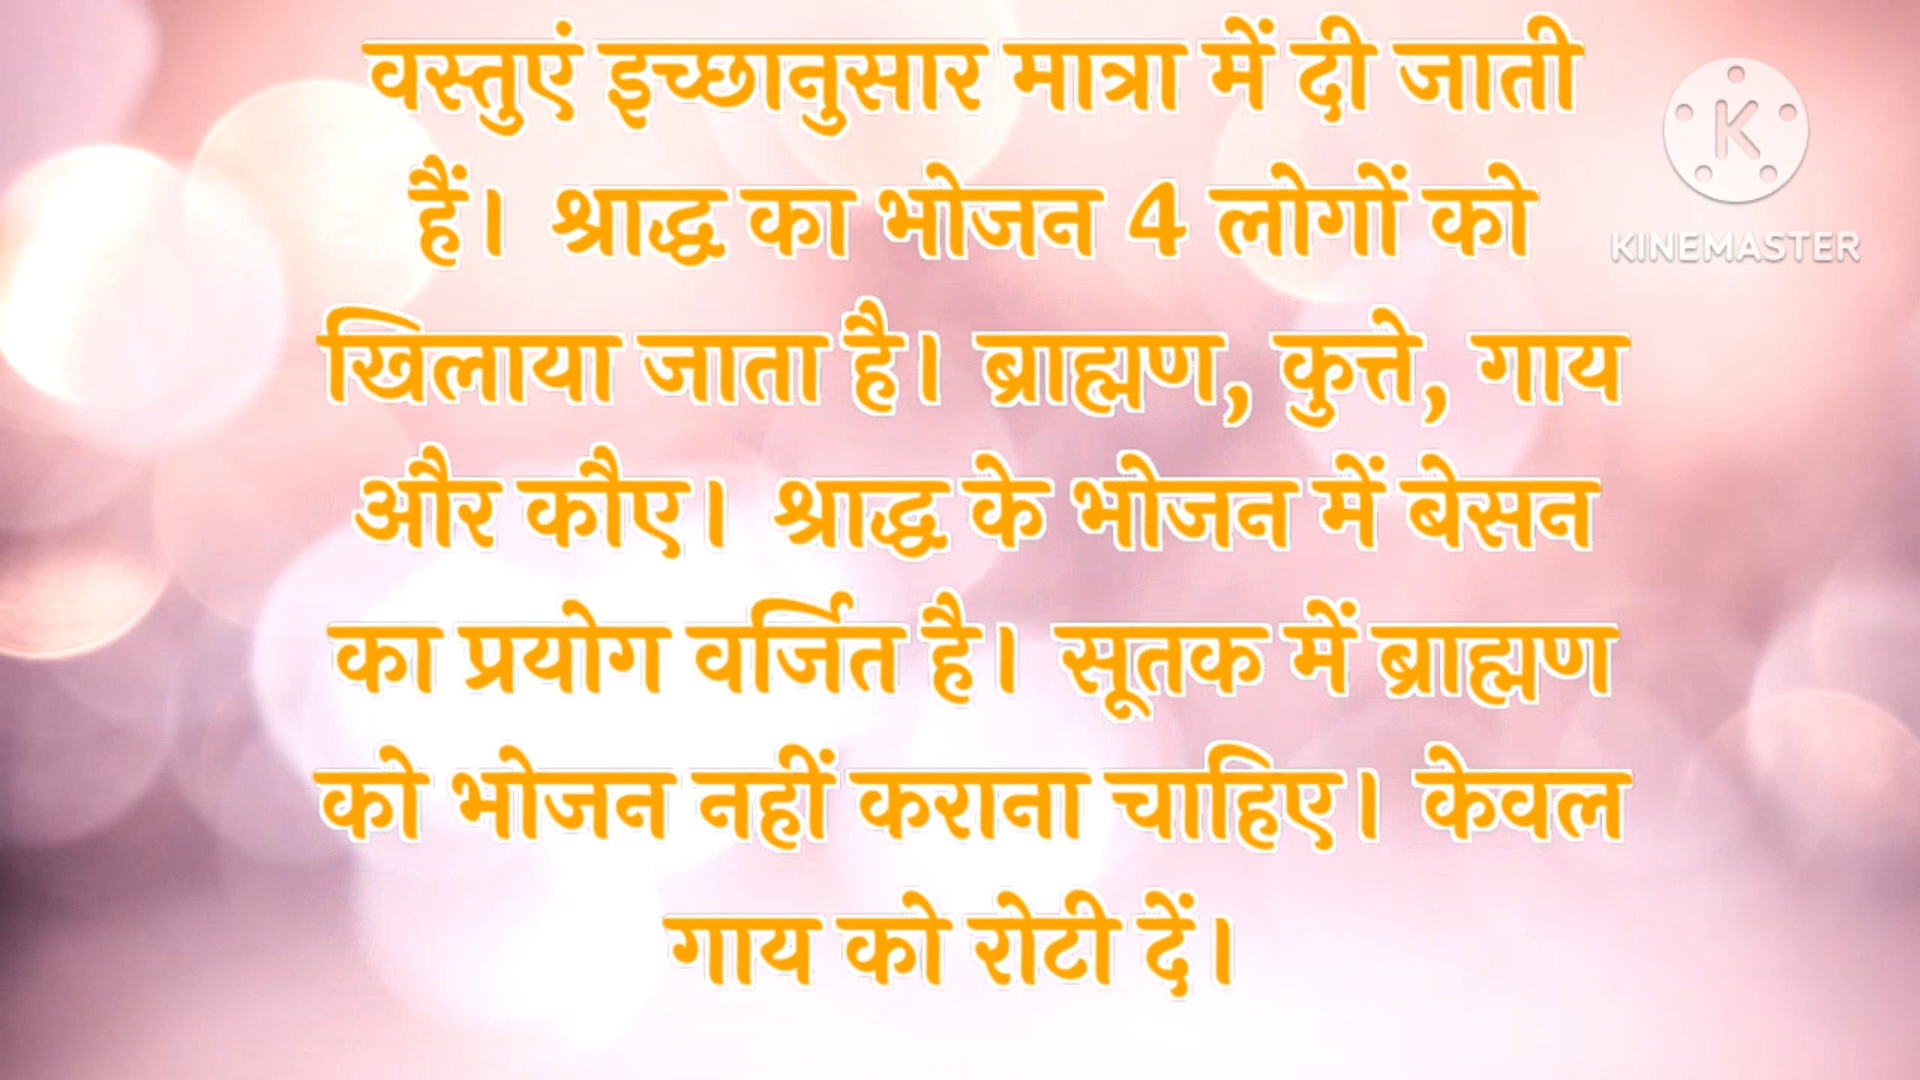 वस्तुएं इच्छानुसार मात्रा में दी जाती
हैं। श्राद्ध का भोजन 4 लोगों को
खिलाया जाता है। ब्राह्मण, कुत्ते, गाय
और कौए। श्राद्ध के भोजन में बेसन
का प्रयोग वर्जित है। सूतक में ब्राह्मण
को भोजन नहीं कराना चाहिए। केवल
गाय को रोटी दें।
K
KINEMASTER